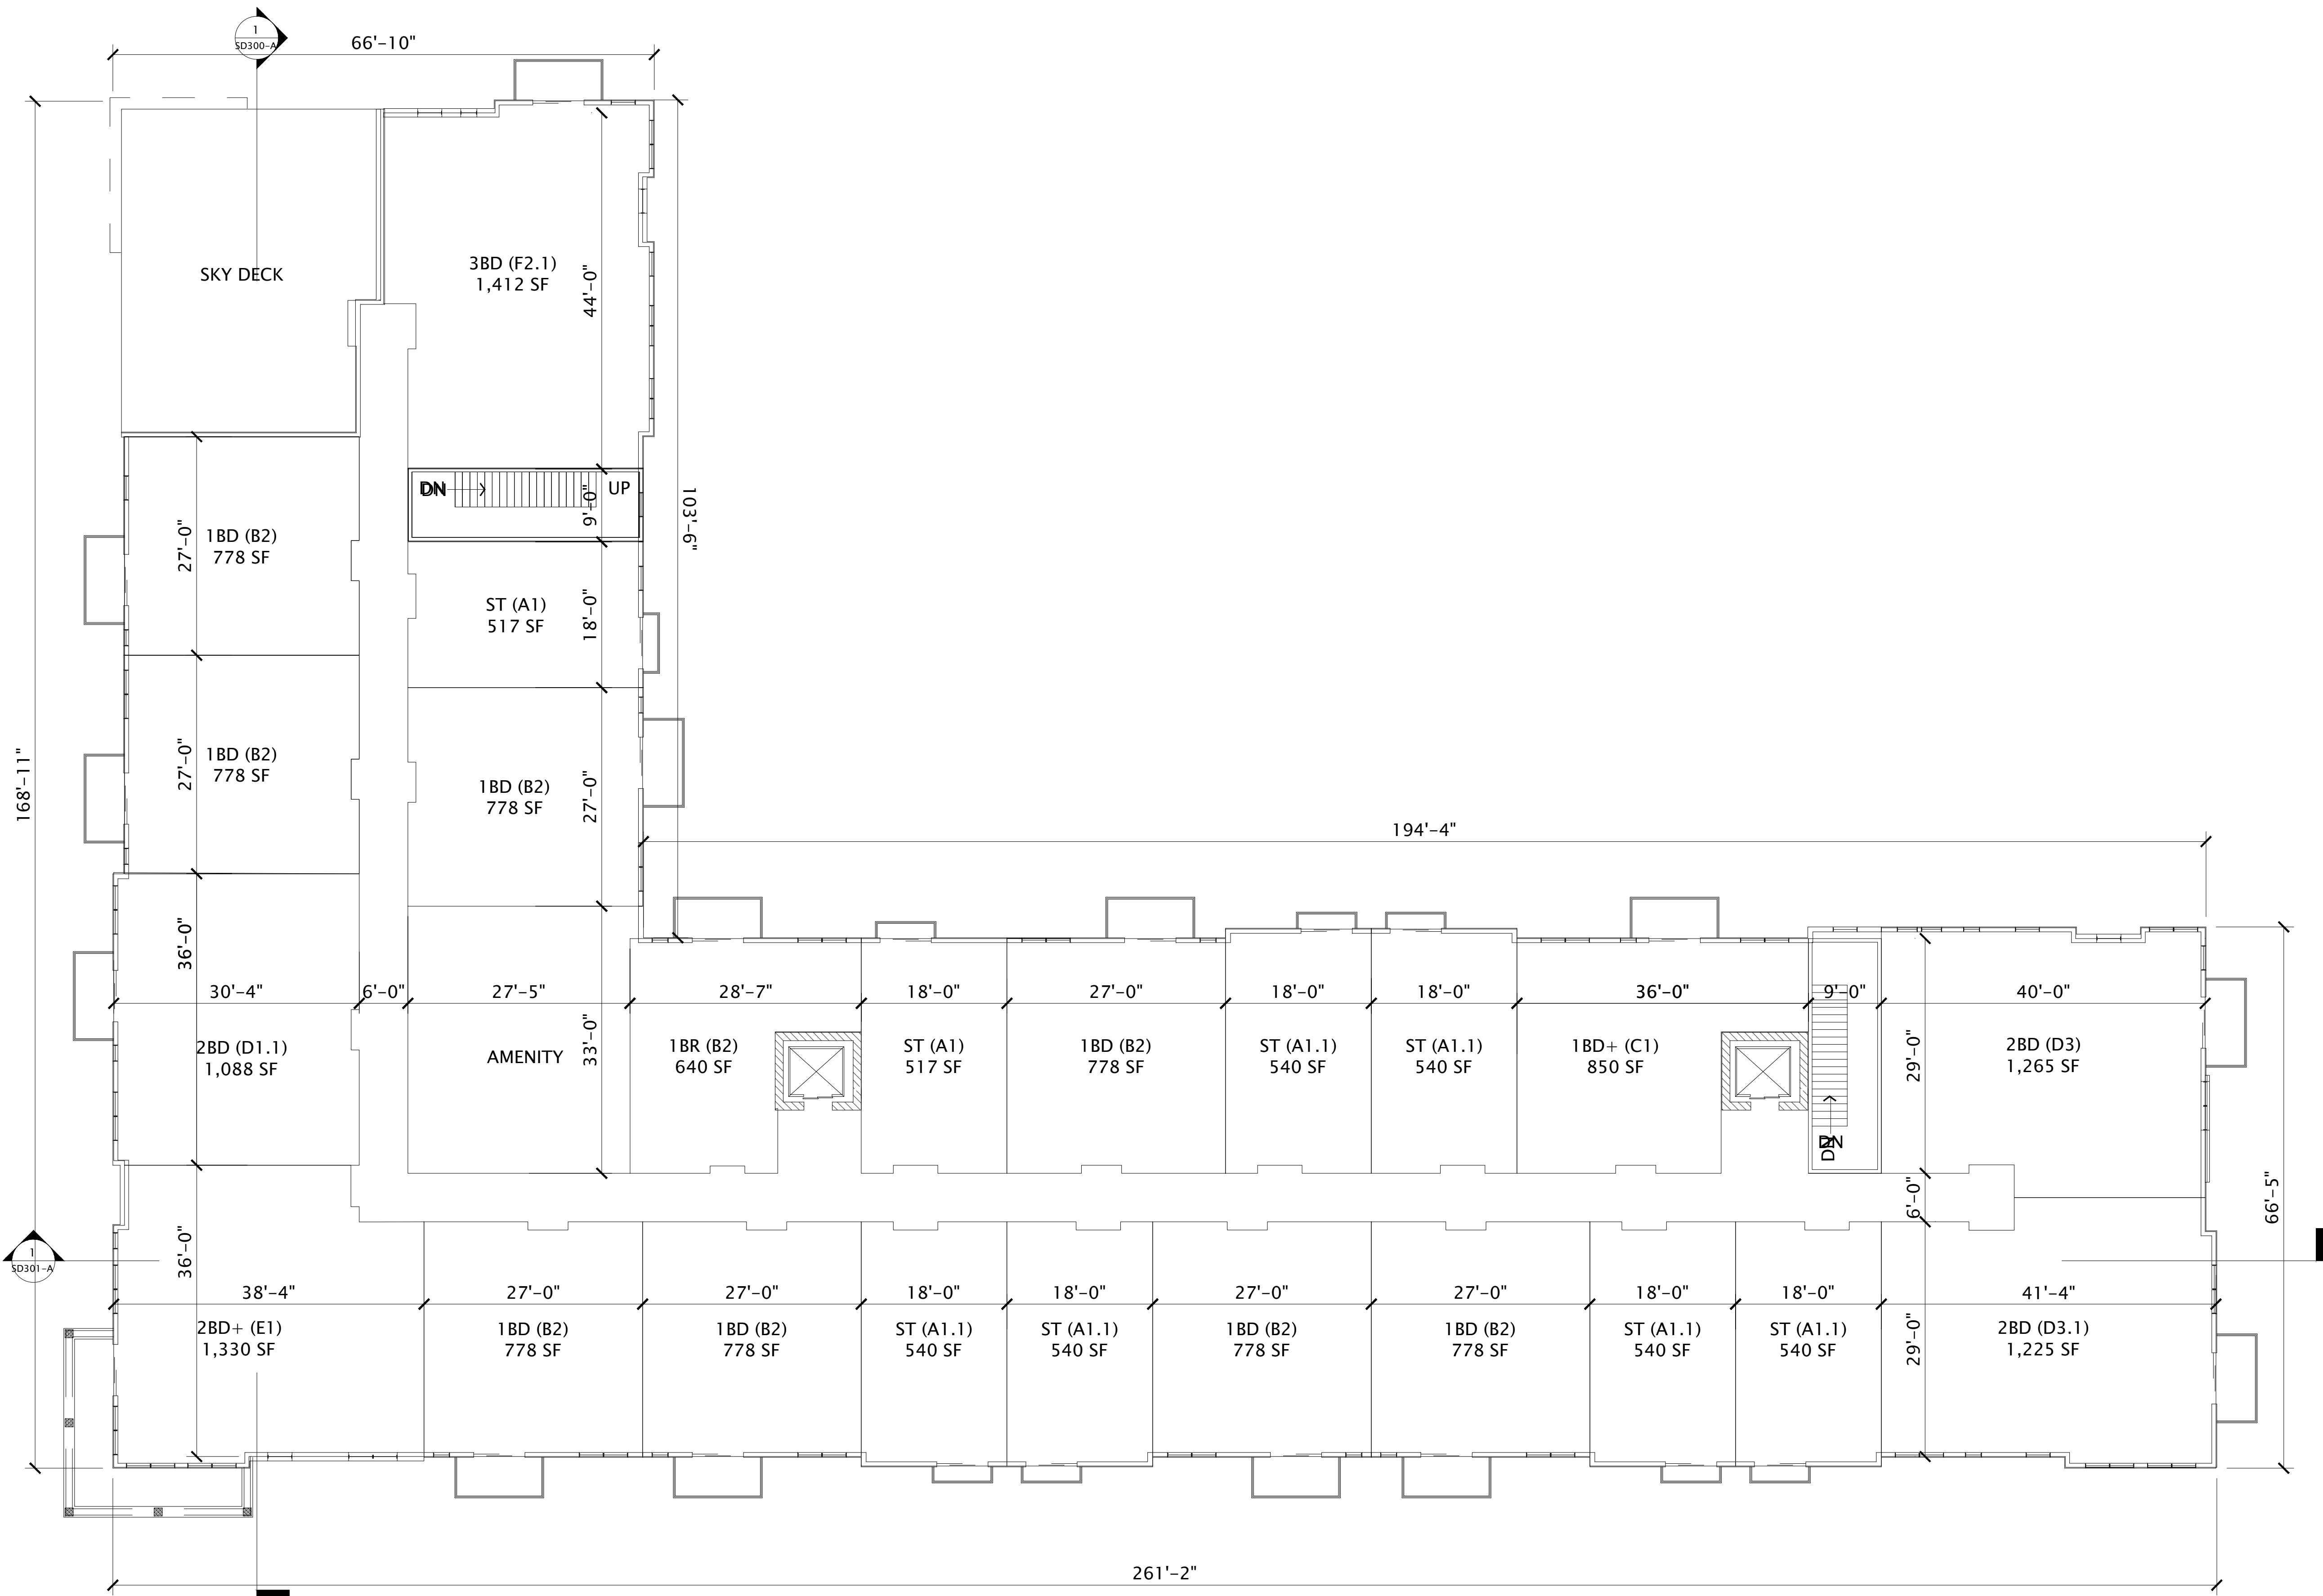 1
SD300-A
66'-10"
SKY DECK
3BD (F2.1)
1,412 SF
44'-0"
DN
DN
UP
9'-0"
103'-6"
27'-0"
1BD (B2)
778 SF
ST (A1)
517 SF
18'-0"
168'-11"
27'-0"
1BD (B2)
778 SF
1BD (B2)
778 SF
27'-0"
194'-4"
36'-0"
30'-4"
6'-0"
27'-5"
28'-7"
18'-0"
27'-0"
18'-0"
18'-0"
36'-0"
9'-0"
40'-0"
2BD (D1.1)
1,088 SF
AMENITY
33'-0"
1BR (B2)
640 SF
ST (A1)
517 SF
1BD (B2)
778 SF
ST (A1.1)
540 SF
ST (A1.1)
540 SF
1BD+ (C1)
850 SF
29'-0"
2BD (D3)
1,265 SF
DN
DN
6'-0"
66'-5"
1
SD301-A
36'-0"
38'-4"
27'-0"
27'-0"
18'-0"
18'-0"
27'-0"
27'-0"
18'-0"
18'-0"
41'-4"
2BD+ (E1)
1,330 SF
1BD (B2)
778 SF
1BD (B2)
778 SF
ST (A1.1)
540 SF
ST (A1.1)
540 SF
1BD (B2)
778 SF
1BD (B2)
778 SF
ST (A1.1)
540 SF
ST (A1.1)
540 SF
29'-0"
2BD (D3.1)
1,225 SF
261'-2"